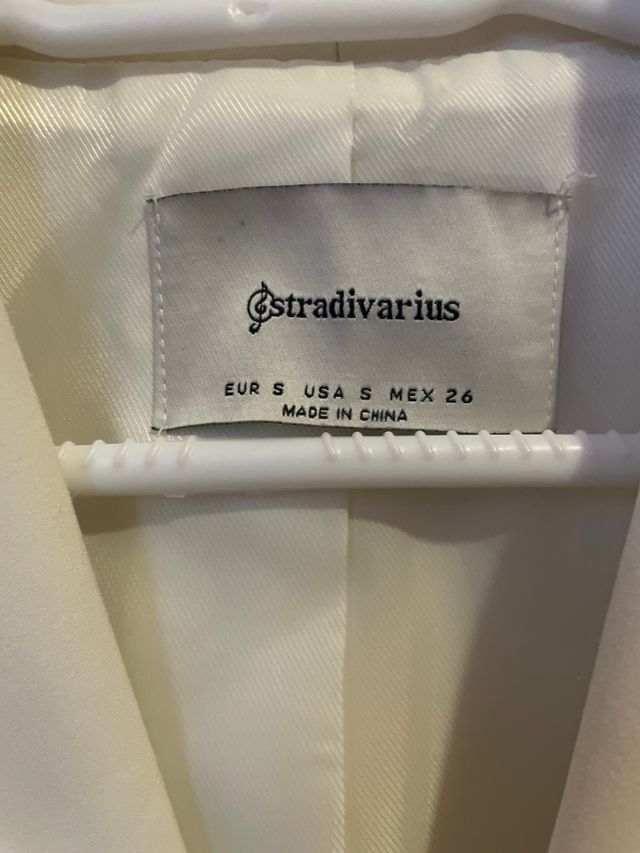 stradivarius
EUR S USA S MEX 26
MADE IN CHINA